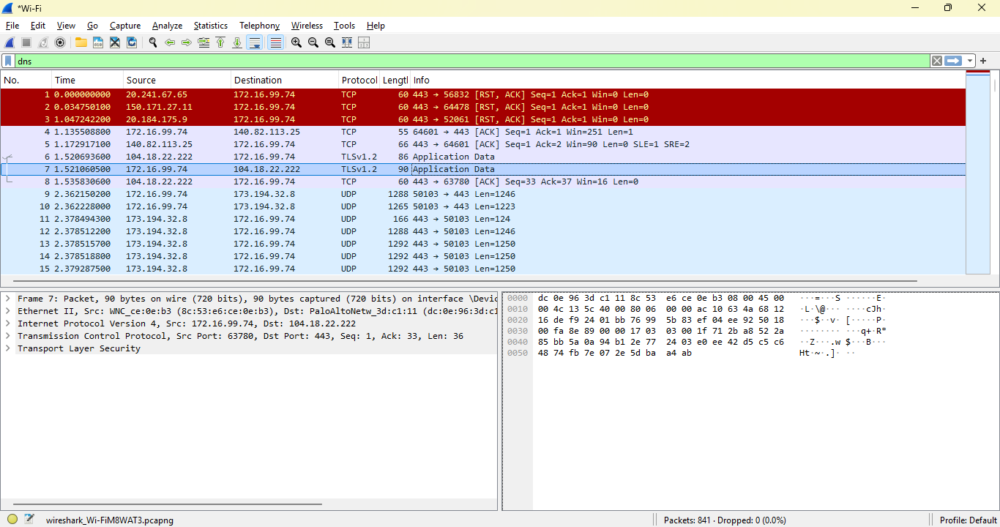 *Wi-Fi
File Edit View Go Capture Analyze Statistics Telephony Wireless Tools Help
dns
No. Time Source Destination Protocol Lengtl Info
1 0.000000000 20.241.67.65 172.16.99.74 TCP 60 443 → 56832 [RST, ACK] Seq=1 Ack=1 Win=0 Len=0
2 0.034750100 150.171.27.11 172.16.99.74 TCP 60 443 → 64478 [RST, ACK] Seq=1 Ack=1 Win=0 Len=0
3 1.047242200 20.184.175.9 172.16.99.74 TCP 60 443 → 52061 [RST, ACK] Seq=1 Ack=1 Win=0 Len=0
4 1.135508800 172.16.99.74 140.82.113.25 TCP 55 64601 → 443 [ACK] Seq=1 Ack=1 Win=251 Len=1
5 1.172917100 140.82.113.25 172.16.99.74 TCP 66 443 → 64601 [ACK] Seq=1 Ack=2 Win=90 Len=0 SLE=1 SRE=2
6 1.520693600 104.18.22.222 172.16.99.74 TLSv1.2 86 Application Data
7 1.521060500 172.16.99.74 104.18.22.222 TLSv1.2 90 Application Data
8 1.535830600 104.18.22.222 172.16.99.74 TCP 60 443 → 63780 [ACK] Seq=33 Ack=37 Win=16 Len=0
9 2.362150200 172.16.99.74 173.194.32.8 UDP 1288 50103 → 443 Len=1246
10 2.362228000 172.16.99.74 173.194.32.8 UDP 1265 50103 → 443 Len=1223
11 2.378494300 173.194.32.8 172.16.99.74 UDP 166 443 → 50103 Len=124
12 2.378512200 173.194.32.8 172.16.99.74 UDP 1288 443 → 50103 Len=1246
13 2.378515700 173.194.32.8 172.16.99.74 UDP 1292 443 → 50103 Len=1250
14 2.378518800 173.194.32.8 172.16.99.74 UDP 1292 443 → 50103 Len=1250
15 2.379287500 173.194.32.8 172.16.99.74 UDP 1292 443 → 50103 Len=1250
Frame 7: Packet, 90 bytes on wire (720 bits), 90 bytes captured (720 bits) on interface \Devic
Ethernet II, Src: WNC_ce:0e:b3 (8c:53:e6:ce:0e:b3), Dst: PaloAltoNetw_3d:c1:11 (dc:0e:96:3d:c1
Internet Protocol Version 4, Src: 172.16.99.74, Dst: 104.18.22.222
Transmission Control Protocol, Src Port: 63780, Dst Port: 443, Seq: 1, Ack: 33, Len: 36
Transport Layer Security
0000 dc 0e 96 3d c1 11 8c 53 e6 ce 0e b3 08 00 45 00 ···=···S ······E·
0010 00 4c 13 5c 40 00 80 06 00 00 ac 10 63 4a 68 12 ·L·\@··· ····cJh·
0020 16 de f9 24 01 bb 76 99 5b 83 ef 04 ee 92 50 18 ···$··v· [·····P·
0030 00 fa 8e 89 00 00 17 03 03 00 1f 71 2b a8 52 2a ········ ···q+·R*
0040 85 bb 5a 0a 94 b1 2e 77 24 03 e0 ee 42 d5 c5 c6 ··Z···.w $···B···
0050 48 74 fb 7e 07 2e 5d ba a4 ab Ht·~·.]· ··
wireshark_Wi-FiM8WAT3.pcapng
Packets: 841 · Dropped: 0 (0.0%)
Profile: Default